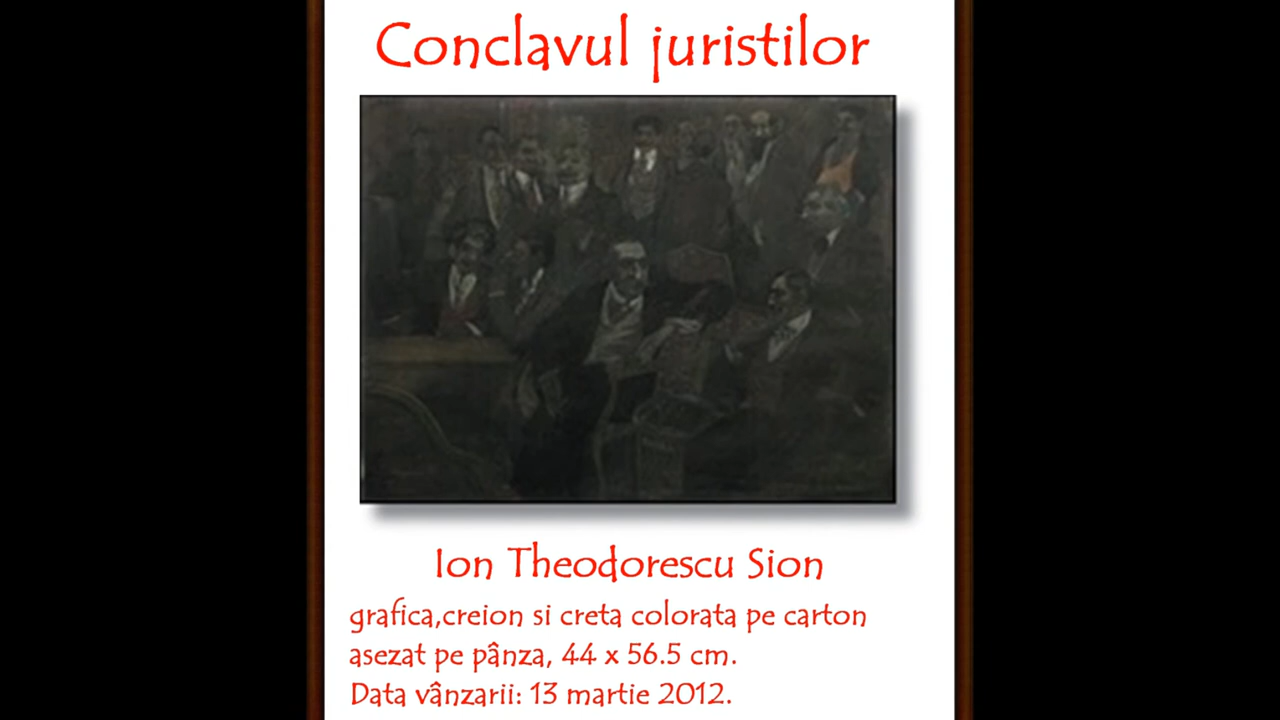 Conclavul juristilor
Ion Theodorescu Sion
grafica,creion si creta colorata pe carton
asezat pe pânza, 44 x 56.5 cm.
Data vânzarii: 13 martie 2012.